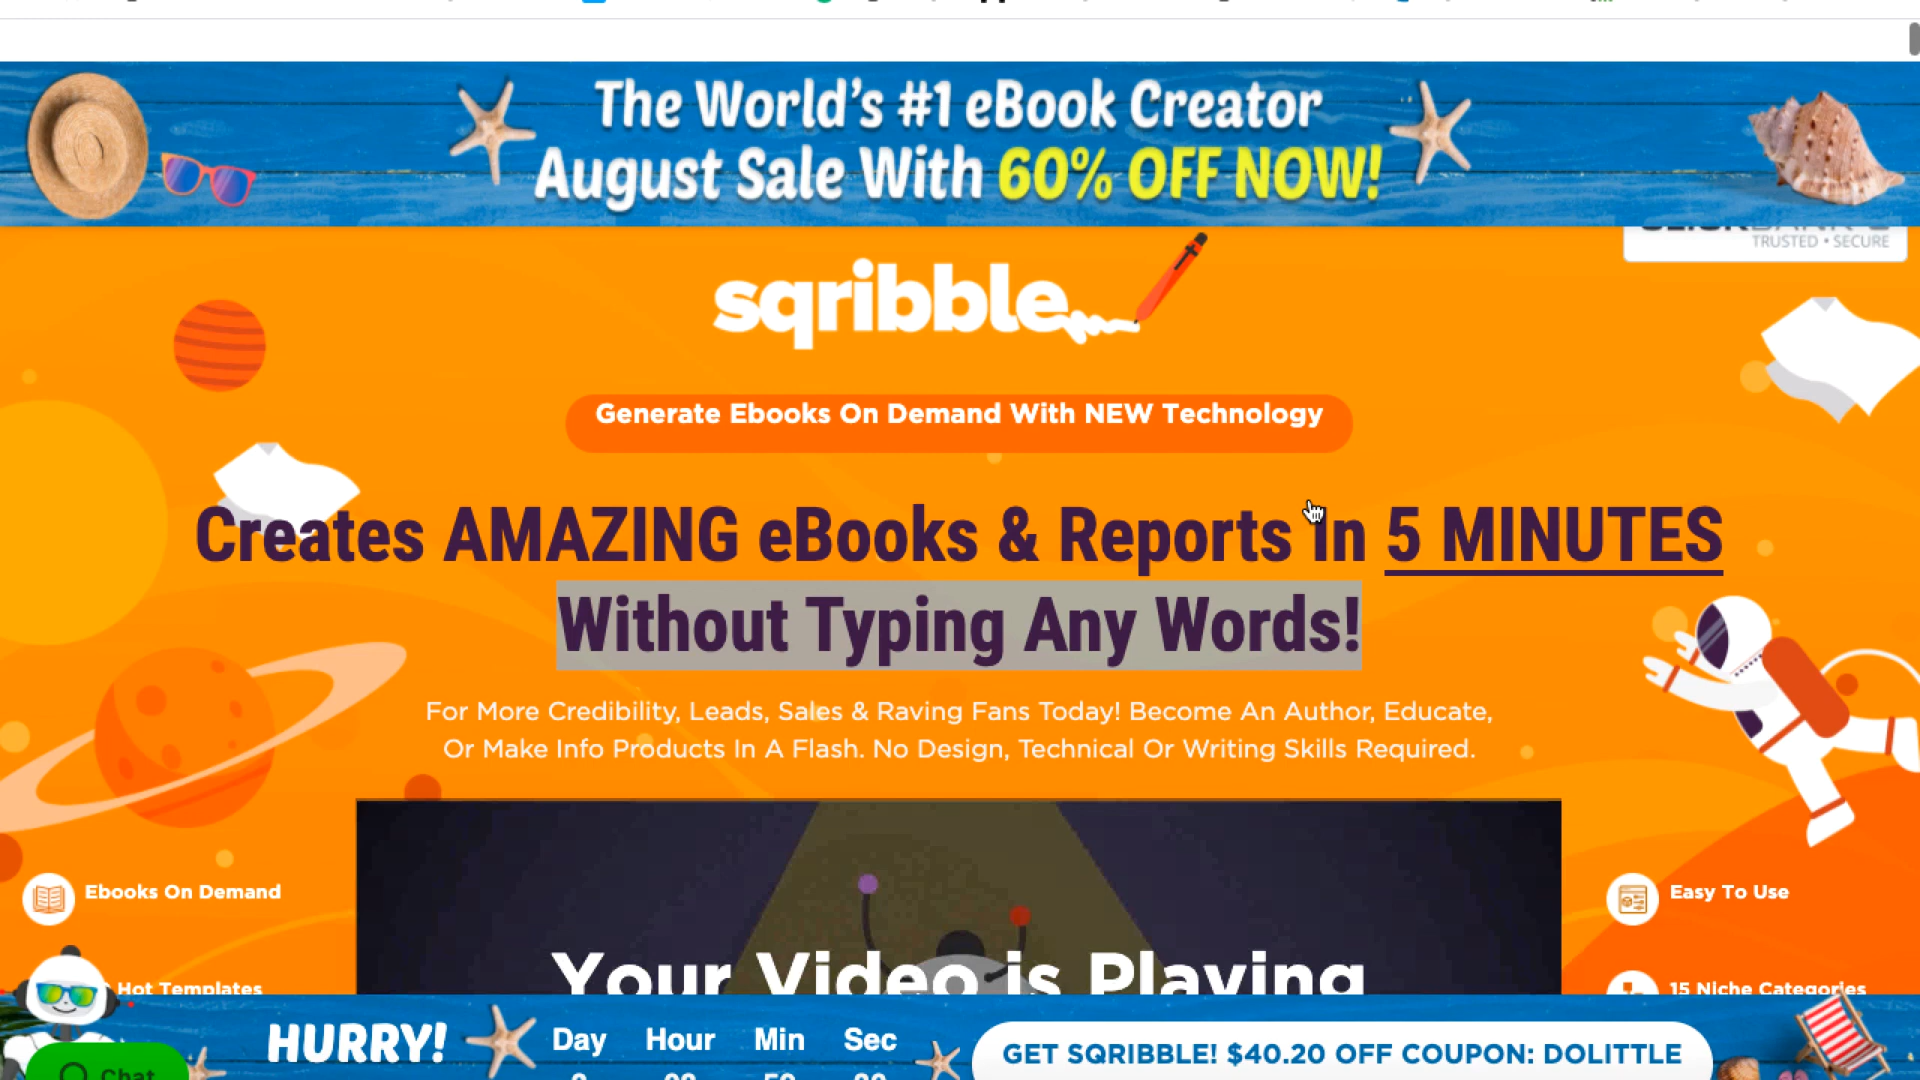 The World's #1 eBook Creator
August Sale With 60% OFF NOW!
TRUSTED • SECURE
sqribble
Generate Ebooks On Demand With NEW Technology
Creates AMAZING eBooks & Reports In 5 MINUTES
Without Typing Any Words!
For More Credibility, Leads, Sales & Raving Fans Today! Become An Author, Educate,
Or Make Info Products In A Flash. No Design, Technical Or Writing Skills Required.
Ebooks On Demand
Easy To Use
Your Video is Playing
Hot Templates
15 Niche Categories
HURRY!
Day Hour Min Sec
GET SQRIBBLE! $40.20 OFF COUPON: DOLITTLE
Chat